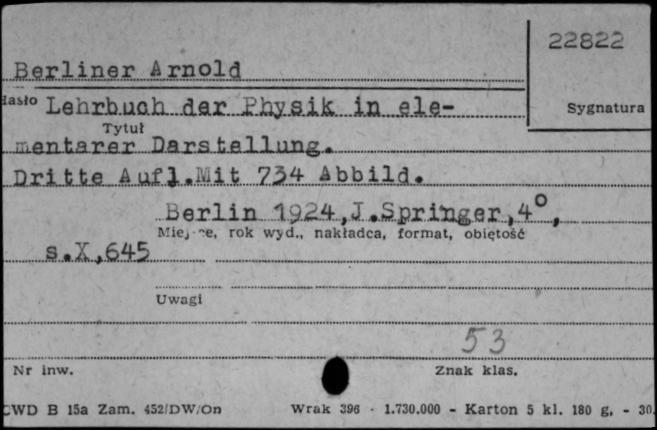 22822
Berliner Arnold
Hasło Lehrbuch der Physik in ele-
Sygnatura
Tytuł
mentarer Darstellung.
Dritte Aufl.Mit 734 Abbild.
Berlin 1924,J.Springer,4°,
Miejsce, rok wyd., nakładca, format, objętość
s.X,645
Uwagi
53
Nr inw.
Znak klas.
CWD B 15a Zam. 452/DW/On Wrak 396 - 1.730.000 - Karton 5 kl. 180 g. - 30.